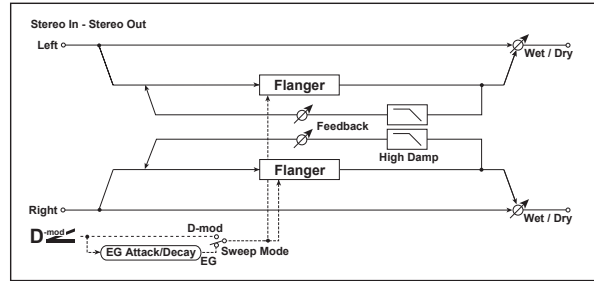 Stereo In - Stereo Out
Left
Wet / Dry
Flanger
Feedback
High Damp
Flanger
Right
Wet / Dry
D-mod
D-mod
EG Attack/Decay
EG
Sweep Mode